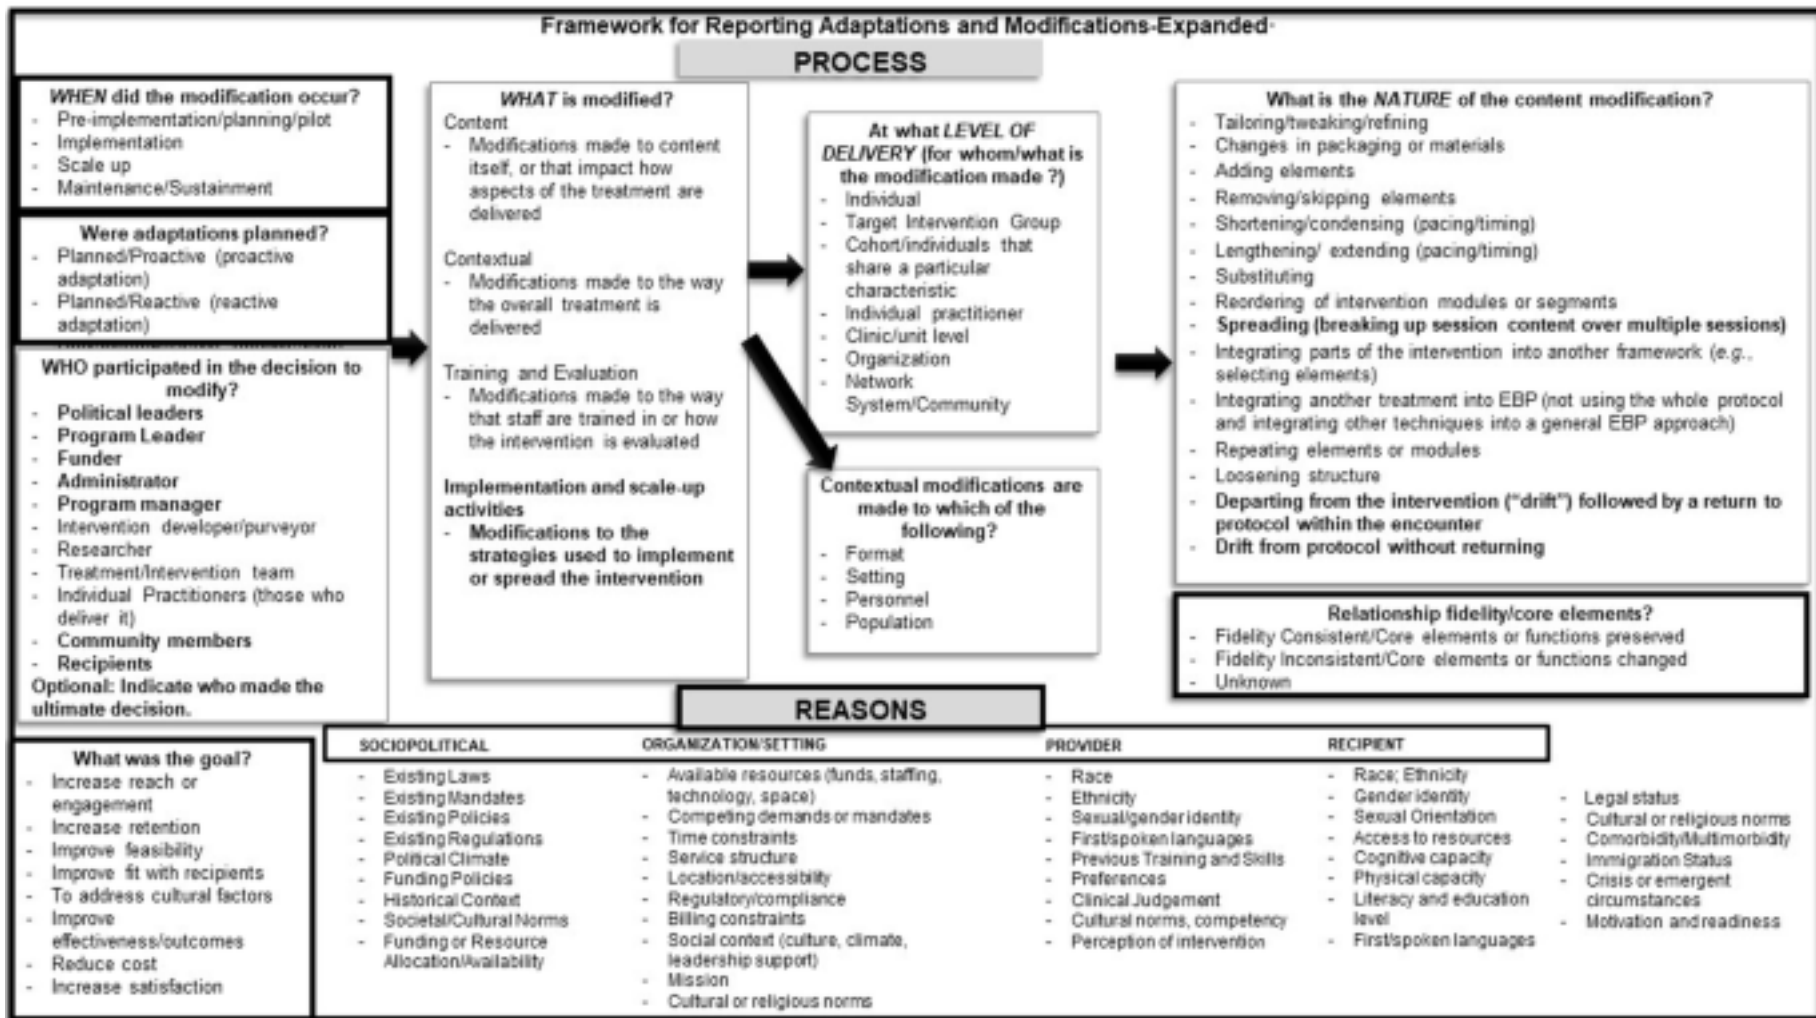 Framework for Reporting Adaptations and Modifications-Expanded
PROCESS
WHEN did the modification occur?
- Pre-implementation/planning/pilot
- Implementation
- Scale up
- Maintenance/Sustainment
Were adaptations planned?
- Planned/Proactive (proactive
adaptation)
- Planned/Reactive (reactive
adaptation)
WHO participated in the decision to
modify?
- Political leaders
- Program Leader
- Funder
- Administrator
- Program manager
- Intervention developer/purveyor
- Researcher
- Treatment/Intervention team
- Individual Practitioners (those who
deliver it)
- Community members
- Recipients
Optional: Indicate who made the
ultimate decision.
WHAT is modified?
Content
- Modifications made to content
itself, or that impact how
aspects of the treatment are
delivered
Contextual
- Modifications made to the way
the overall treatment is
delivered
Training and Evaluation
- Modifications made to the way
that staff are trained in or how
the intervention is evaluated
Implementation and scale-up
activities
- Modifications to the
strategies used to implement
or spread the intervention
At what LEVEL OF
DELIVERY (for whom/what is
the modification made ?)
- Individual
- Target Intervention Group
- Cohort/individuals that
share a particular
characteristic
- Individual practitioner
- Clinic/unit level
- Organization
- Network
System/Community
Contextual modifications are
made to which of the
following?
- Format
- Setting
- Personnel
- Population
What is the NATURE of the content modification?
- Tailoring/tweaking/refining
- Changes in packaging or materials
- Adding elements
- Removing/skipping elements
- Shortening/condensing (pacing/timing)
- Lengthening/ extending (pacing/timing)
- Substituting
- Reordering of intervention modules or segments
- Spreading (breaking up session content over multiple sessions)
- Integrating parts of the intervention into another framework (e.g.,
selecting elements)
- Integrating another treatment into EBP (not using the whole protocol
and integrating other techniques into a general EBP approach)
- Repeating elements or modules
- Loosening structure
- Departing from the intervention (“drift”) followed by a return to
protocol within the encounter
- Drift from protocol without returning
Relationship fidelity/core elements?
- Fidelity Consistent/Core elements or functions preserved
- Fidelity Inconsistent/Core elements or functions changed
- Unknown
REASONS
What was the goal?
- Increase reach or
engagement
- Increase retention
- Improve feasibility
- Improve fit with recipients
- To address cultural factors
- Improve
effectiveness/outcomes
- Reduce cost
- Increase satisfaction
SOCIOPOLITICAL
- Existing Laws
- Existing Mandates
- Existing Policies
- Existing Regulations
- Political Climate
- Funding Policies
- Historical Context
- Societal/Cultural Norms
- Funding or Resource
Allocation/Availability
ORGANIZATION/SETTING
- Available resources (funds, staffing,
technology, space)
- Competing demands or mandates
- Time constraints
- Service structure
- Location/accessibility
- Regulatory/compliance
- Billing constraints
- Social context (culture, climate,
leadership support)
- Mission
- Cultural or religious norms
PROVIDER
- Race
- Ethnicity
- Sexual/gender identity
- First/spoken languages
- Previous Training and Skills
- Preferences
- Clinical Judgement
- Cultural norms, competency
- Perception of intervention
RECIPIENT
- Race; Ethnicity
- Gender identity
- Sexual Orientation
- Access to resources
- Cognitive capacity
- Physical capacity
- Literacy and education
level
- First/spoken languages
- Legal status
- Cultural or religious norms
- Comorbidity/Multimorbidity
- Immigration Status
- Crisis or emergent
circumstances
- Motivation and readiness